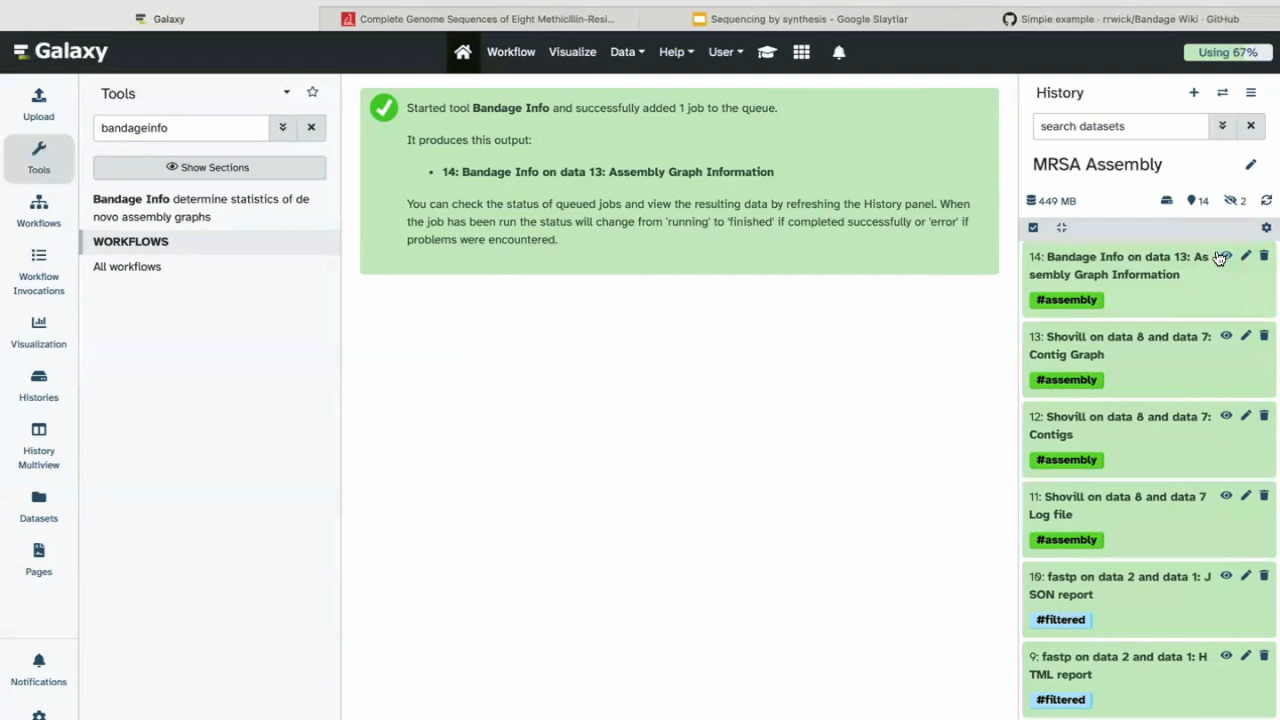 Galaxy
Complete Genome Sequences of Eight Methicillin-Resi...
Sequencing by synthesis - Google Slaytlar
Simple example · rrwick/Bandage Wiki · GitHub
Galaxy
Workflow
Visualize
Data
Help
User
Using 67%
Upload
Tools
Workflows
Workflow
Invocations
Visualization
Histories
History
Multiview
Datasets
Pages
Notifications
Tools
bandageinfo
Show Sections
Bandage Info determine statistics of de
novo assembly graphs
WORKFLOWS
All workflows
Started tool Bandage Info and successfully added 1 job to the queue.
It produces this output:
• 14: Bandage Info on data 13: Assembly Graph Information
You can check the status of queued jobs and view the resulting data by refreshing the History panel. When
the job has been run the status will change from 'running' to 'finished' if completed successfully or 'error' if
problems were encountered.
History
search datasets
MRSA Assembly
449 MB
14
2
14: Bandage Info on data 13: As
sembly Graph Information
#assembly
13: Shovill on data 8 and data 7:
Contig Graph
#assembly
12: Shovill on data 8 and data 7:
Contigs
#assembly
11: Shovill on data 8 and data 7
Log file
#assembly
10: fastp on data 2 and data 1: J
SON report
#filtered
9: fastp on data 2 and data 1: H
TML report
#filtered